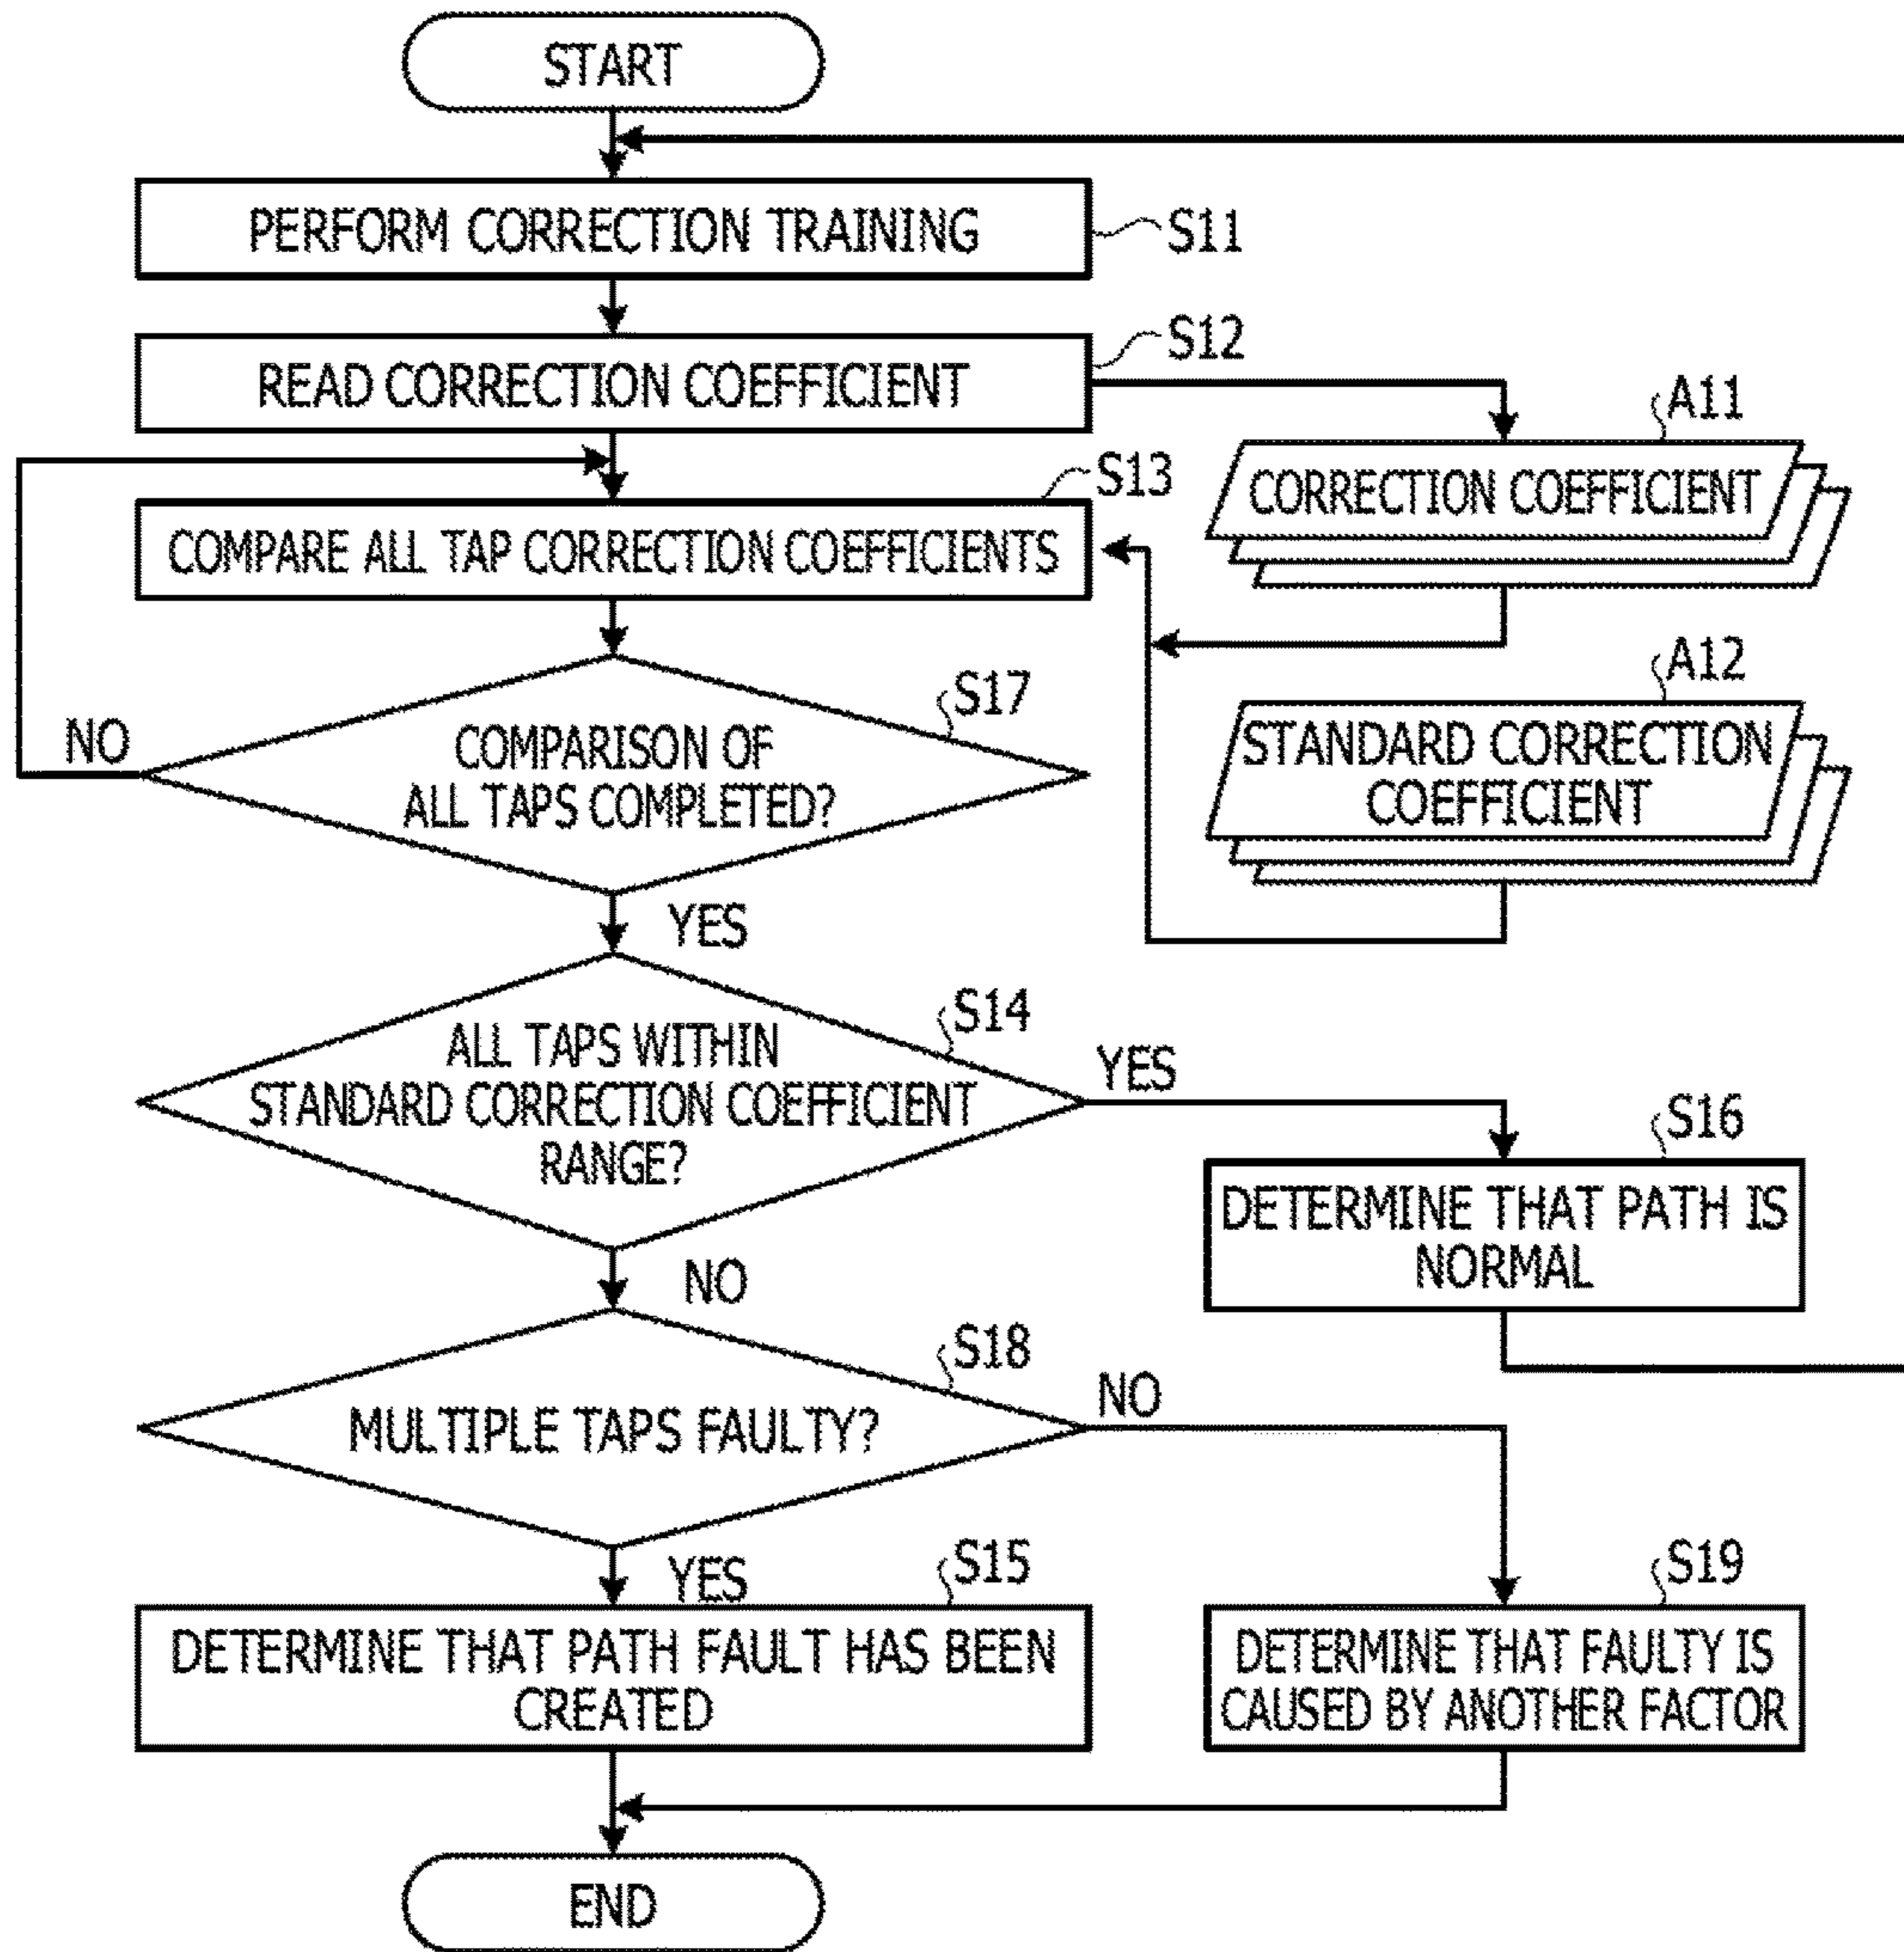 START
PERFORM CORRECTION TRAINING
S11
READ CORRECTION COEFFICIENT
S12
A11
CORRECTION COEFFICIENT
S13
COMPARE ALL TAP CORRECTION COEFFICIENTS
A12
STANDARD CORRECTION
COEFFICIENT
S17
NO
COMPARISON OF
ALL TAPS COMPLETED?
YES
S14
ALL TAPS WITHIN
STANDARD CORRECTION COEFFICIENT
RANGE?
YES
S16
DETERMINE THAT PATH IS
NORMAL
NO
S18
MULTIPLE TAPS FAULTY?
NO
YES
S15
DETERMINE THAT PATH FAULT HAS BEEN
CREATED
S19
DETERMINE THAT FAULTY IS
CAUSED BY ANOTHER FACTOR
END